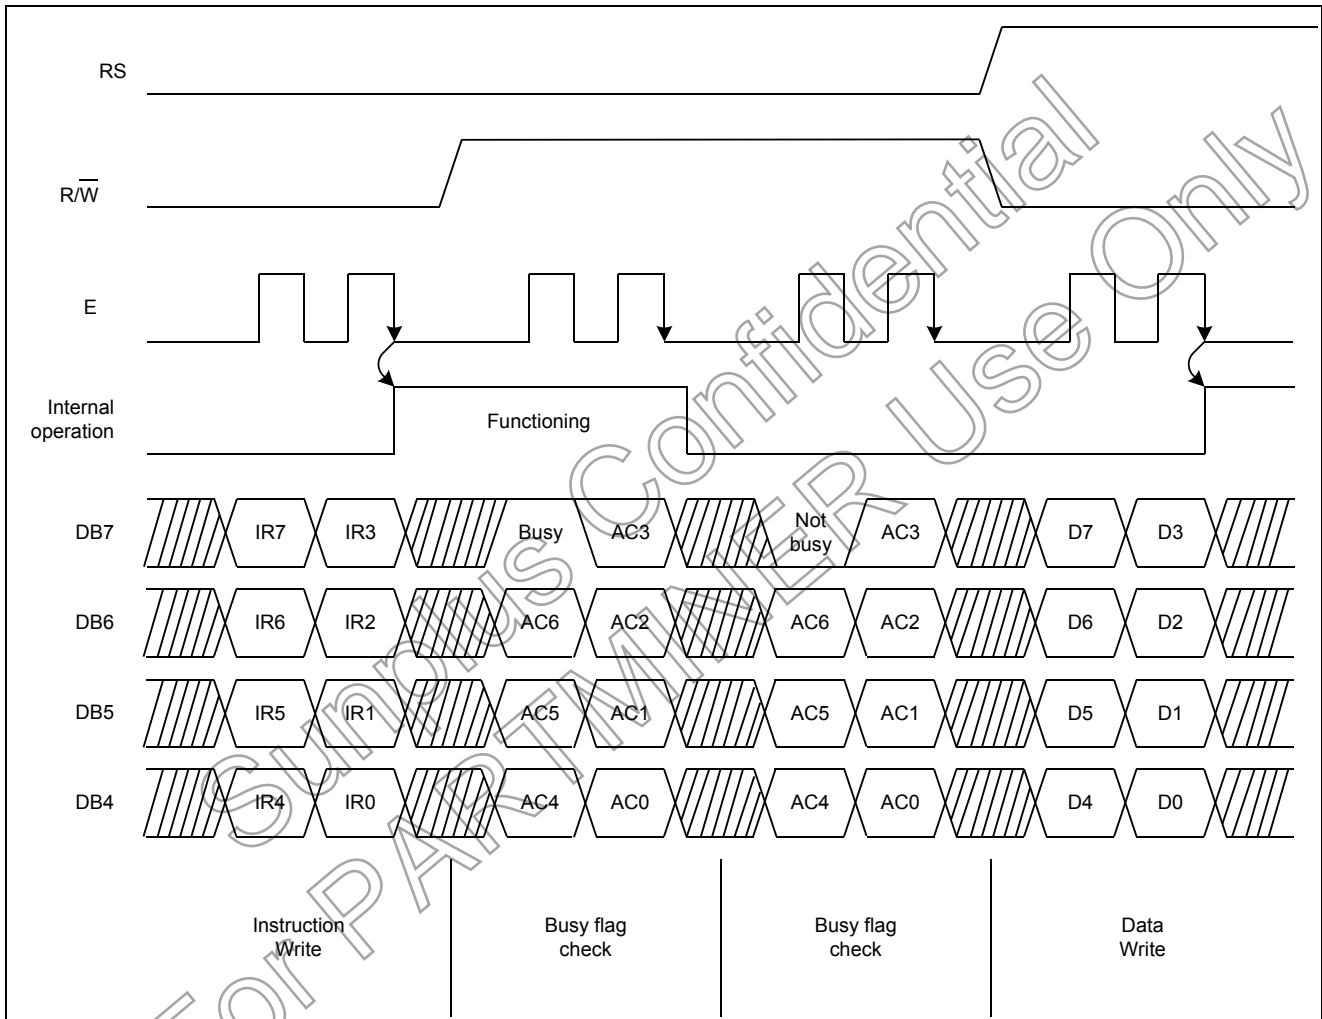 RS
R/W
E
Internal
operation
Functioning
DB7 IR7 IR3 Busy AC3 Not busy AC3 D7 D3
DB6 IR6 IR2 AC6 AC2 AC6 AC2 D6 D2
DB5 IR5 IR1 AC5 AC1 AC5 AC1 D5 D1
DB4 IR4 IR0 AC4 AC0 AC4 AC0 D4 D0
Instruction
Write
Busy flag
check
Busy flag
check
Data
Write
Sunplus Confidential
For PARTMINER Use Only